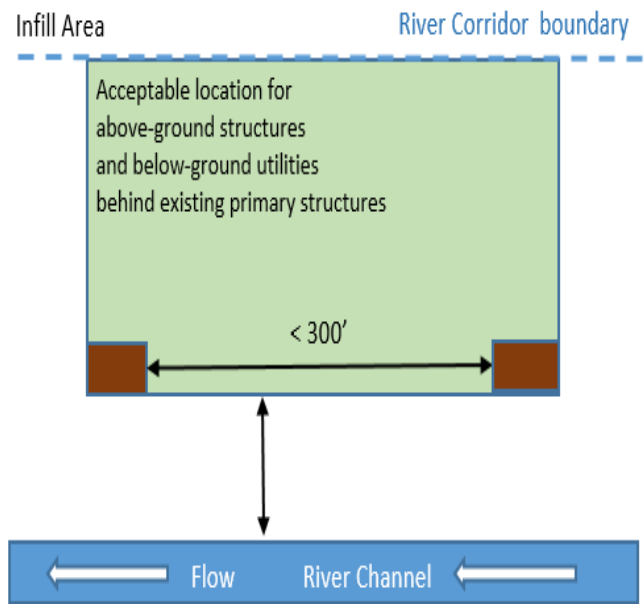 Infill Area
River Corridor boundary
Acceptable location for
above-ground structures
and below-ground utilities
behind existing primary structures
< 300’
Flow
River Channel